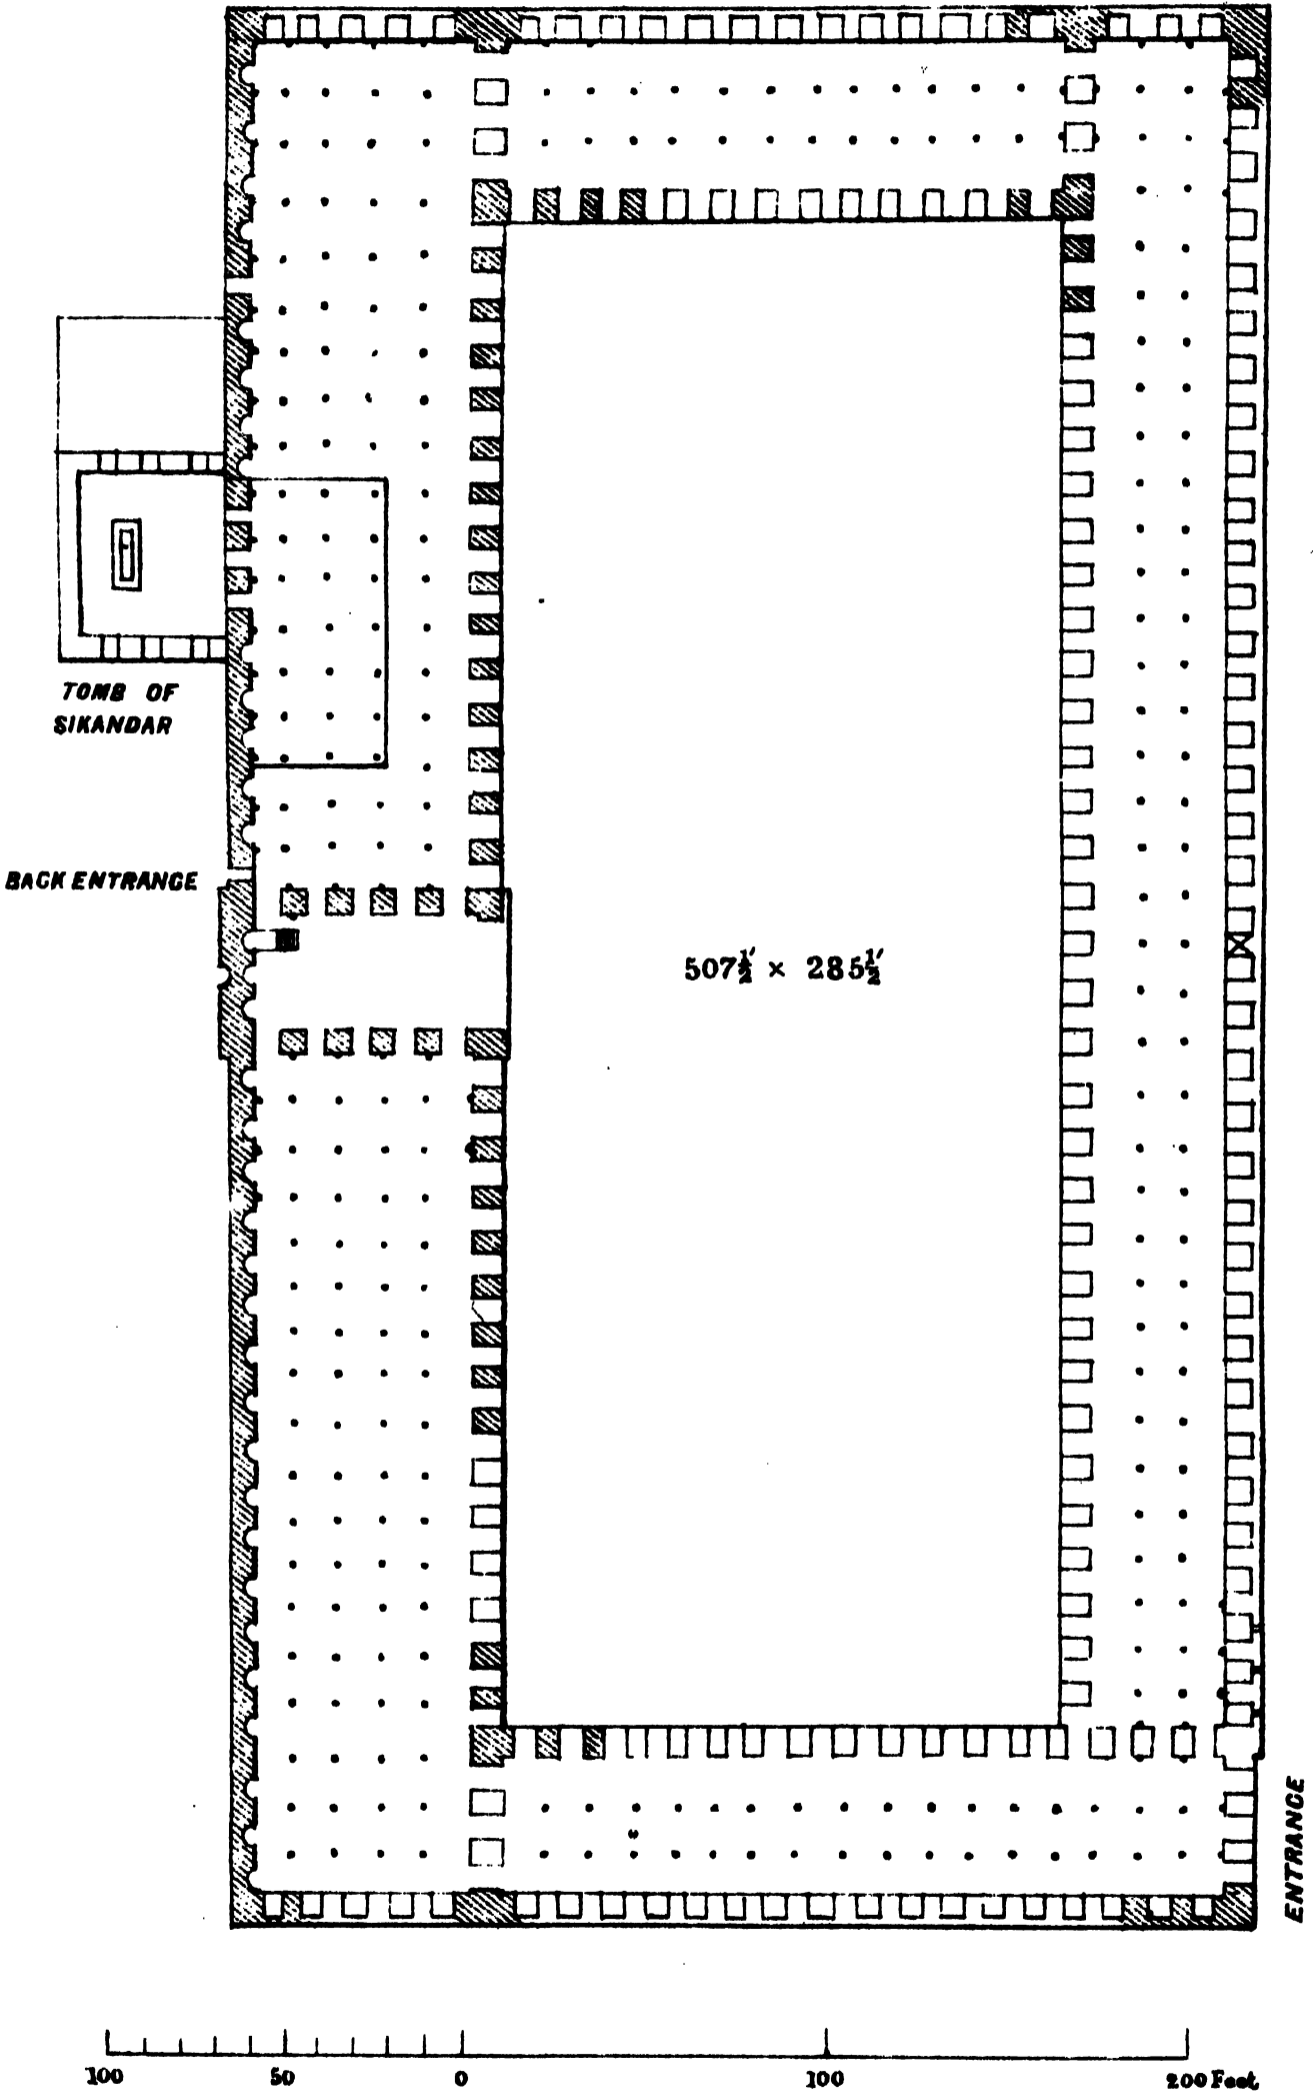 TOMB OF
SIKANDAR
BACK ENTRANCE
507½′ × 285½′
ENTRANCE
100 50 0 100 200 Feet